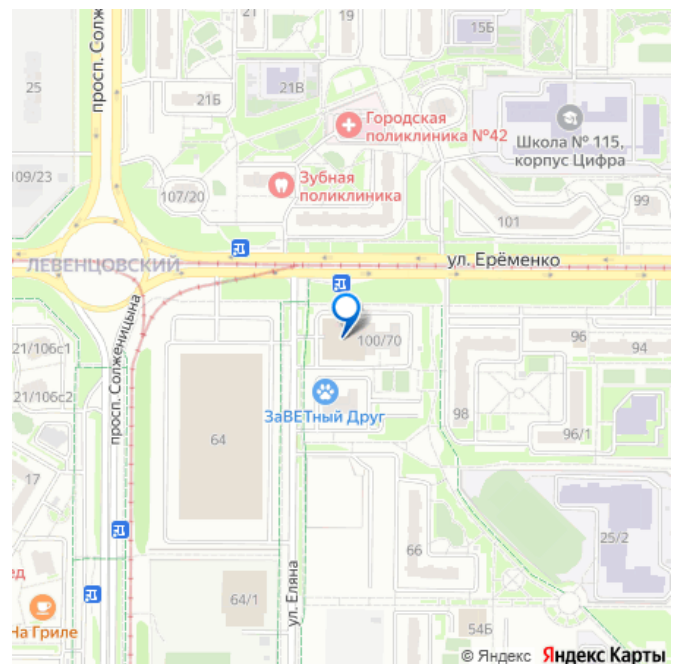 просп. Солж
21
19
15Б
25
21Б
21В
Городская
поликлиника №42
Школа № 115,
корпус Цифра
109/23
Зубная
поликлиника
107/20
101
99
ул. Ерёменко
ЛЕВЕНЦОВСКИЙ
просп. Солженицына
21/106с1
21/106с2
100/70
96
94
ЗаВЕТный Друг
98
96/1
64
17
66
25/2
ед
На Гриле
64/1
ул. Еляна
54Б
© Яндекс Яндекс Карты